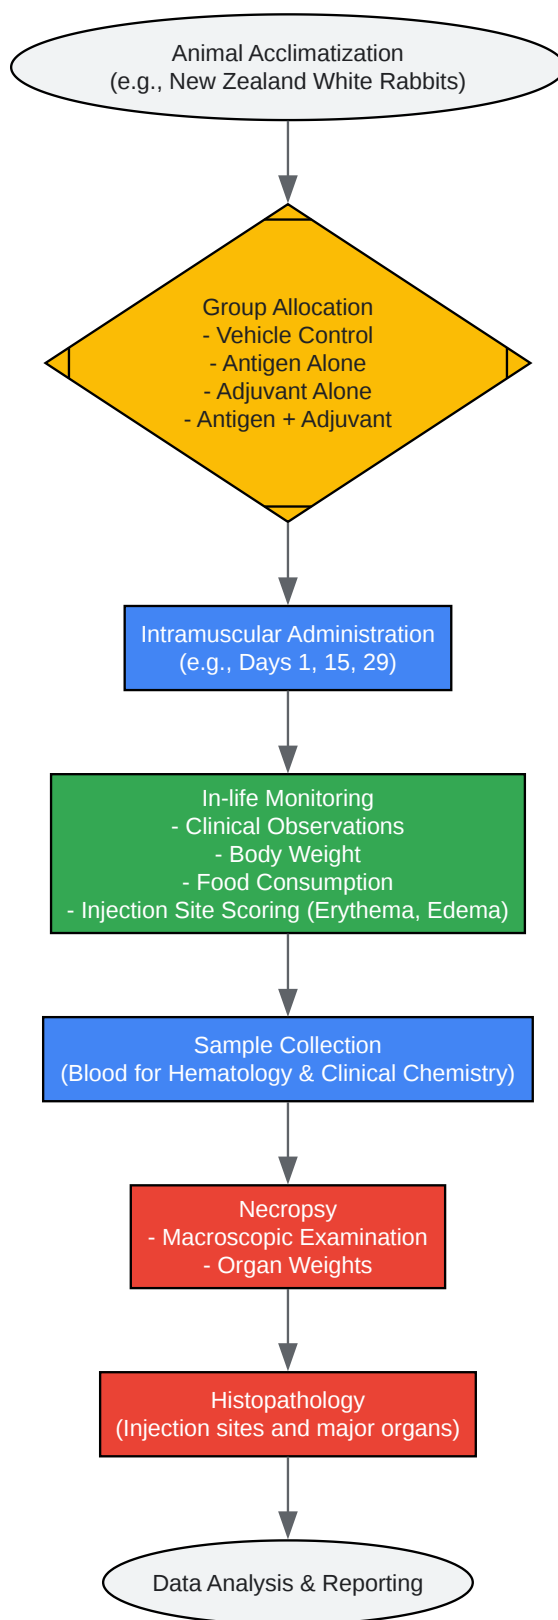 Animal Acclimatization
(e.g., New Zealand White Rabbits)
Group Allocation
- Vehicle Control
- Antigen Alone
- Adjuvant Alone
- Antigen + Adjuvant
Intramuscular Administration
(e.g., Days 1, 15, 29)
In-life Monitoring
- Clinical Observations
- Body Weight
- Food Consumption
- Injection Site Scoring (Erythema, Edema)
Sample Collection
(Blood for Hematology & Clinical Chemistry)
Necropsy
- Macroscopic Examination
- Organ Weights
Histopathology
(Injection sites and major organs)
Data Analysis & Reporting